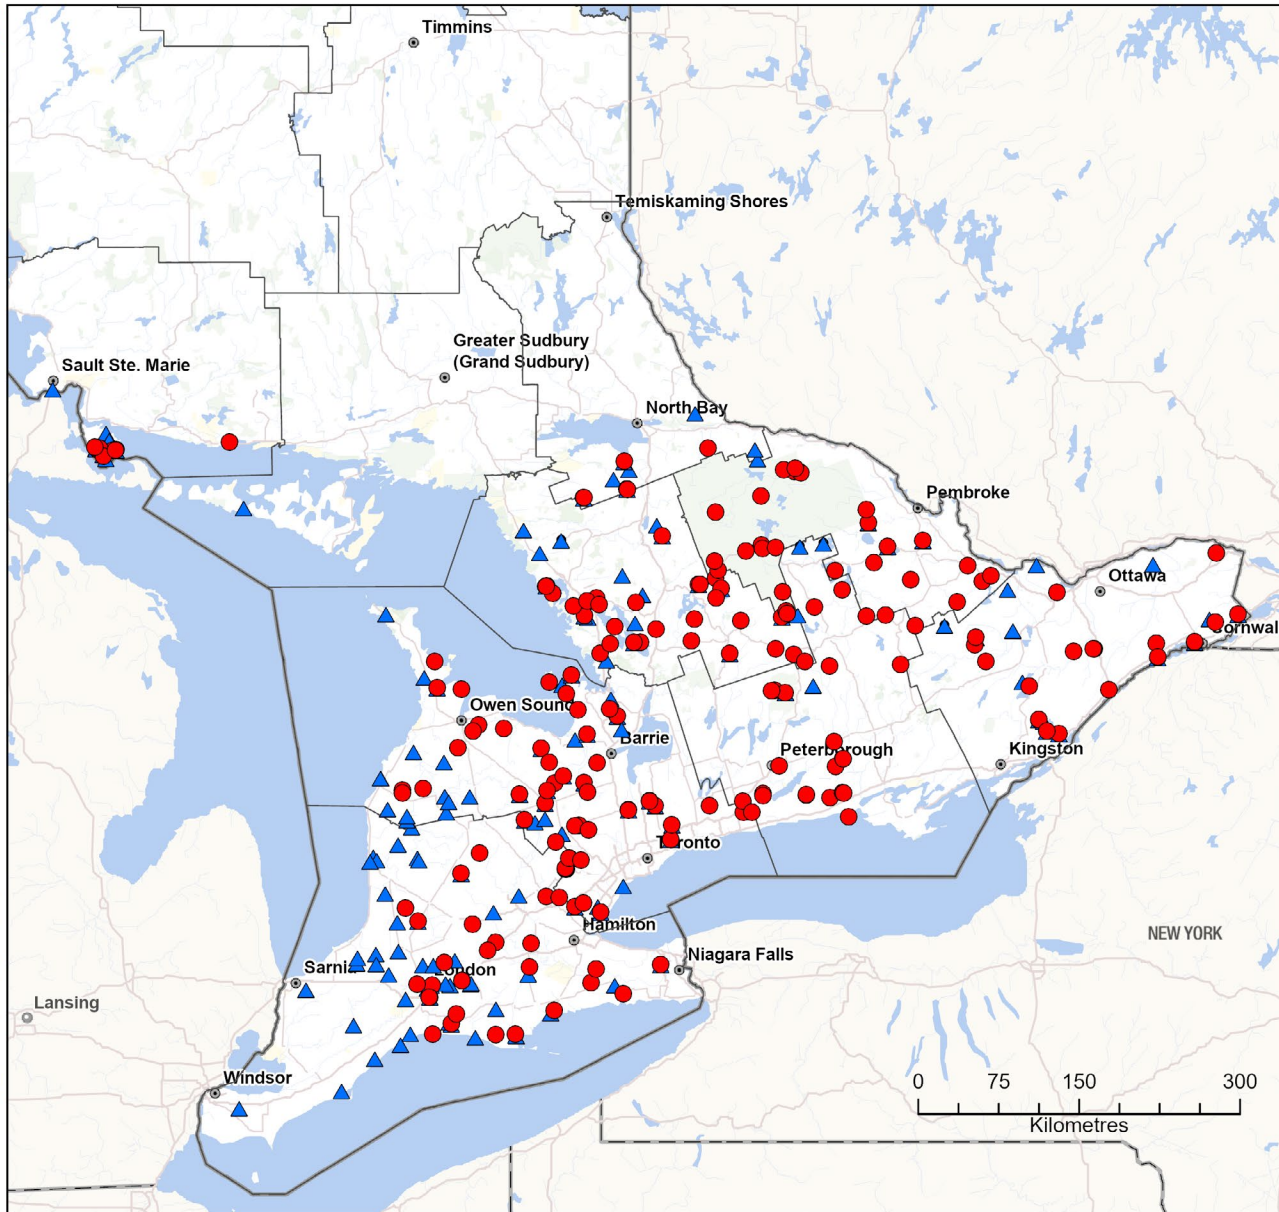 Timmins
Temiskaming Shores
Greater Sudbury
(Grand Sudbury)
Sault Ste. Marie
North Bay
Pembroke
Ottawa
Cornwal
Owen Sound
Barrie
Peterborough
Kingston
Toronto
Hamilton
NEW YORK
Niagara Falls
Sarnia
London
Lansing
Windsor
0 75 150 300
Kilometres